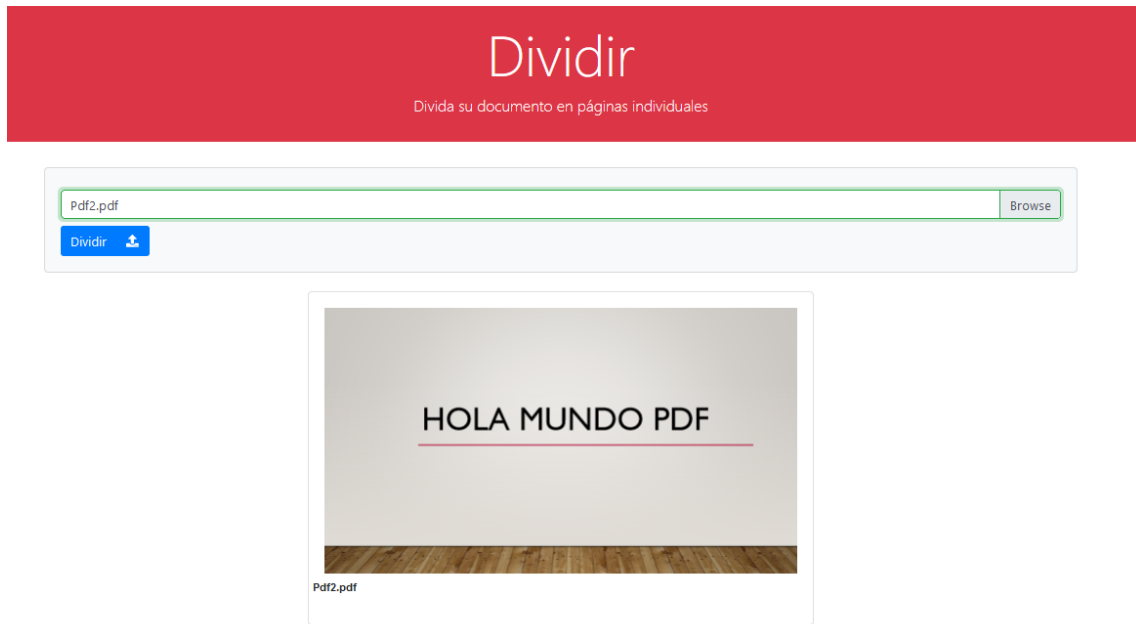 Dividir
Divida su documento en páginas individuales
Pdf2.pdf Browse
Dividir
HOLA MUNDO PDF
Pdf2.pdf